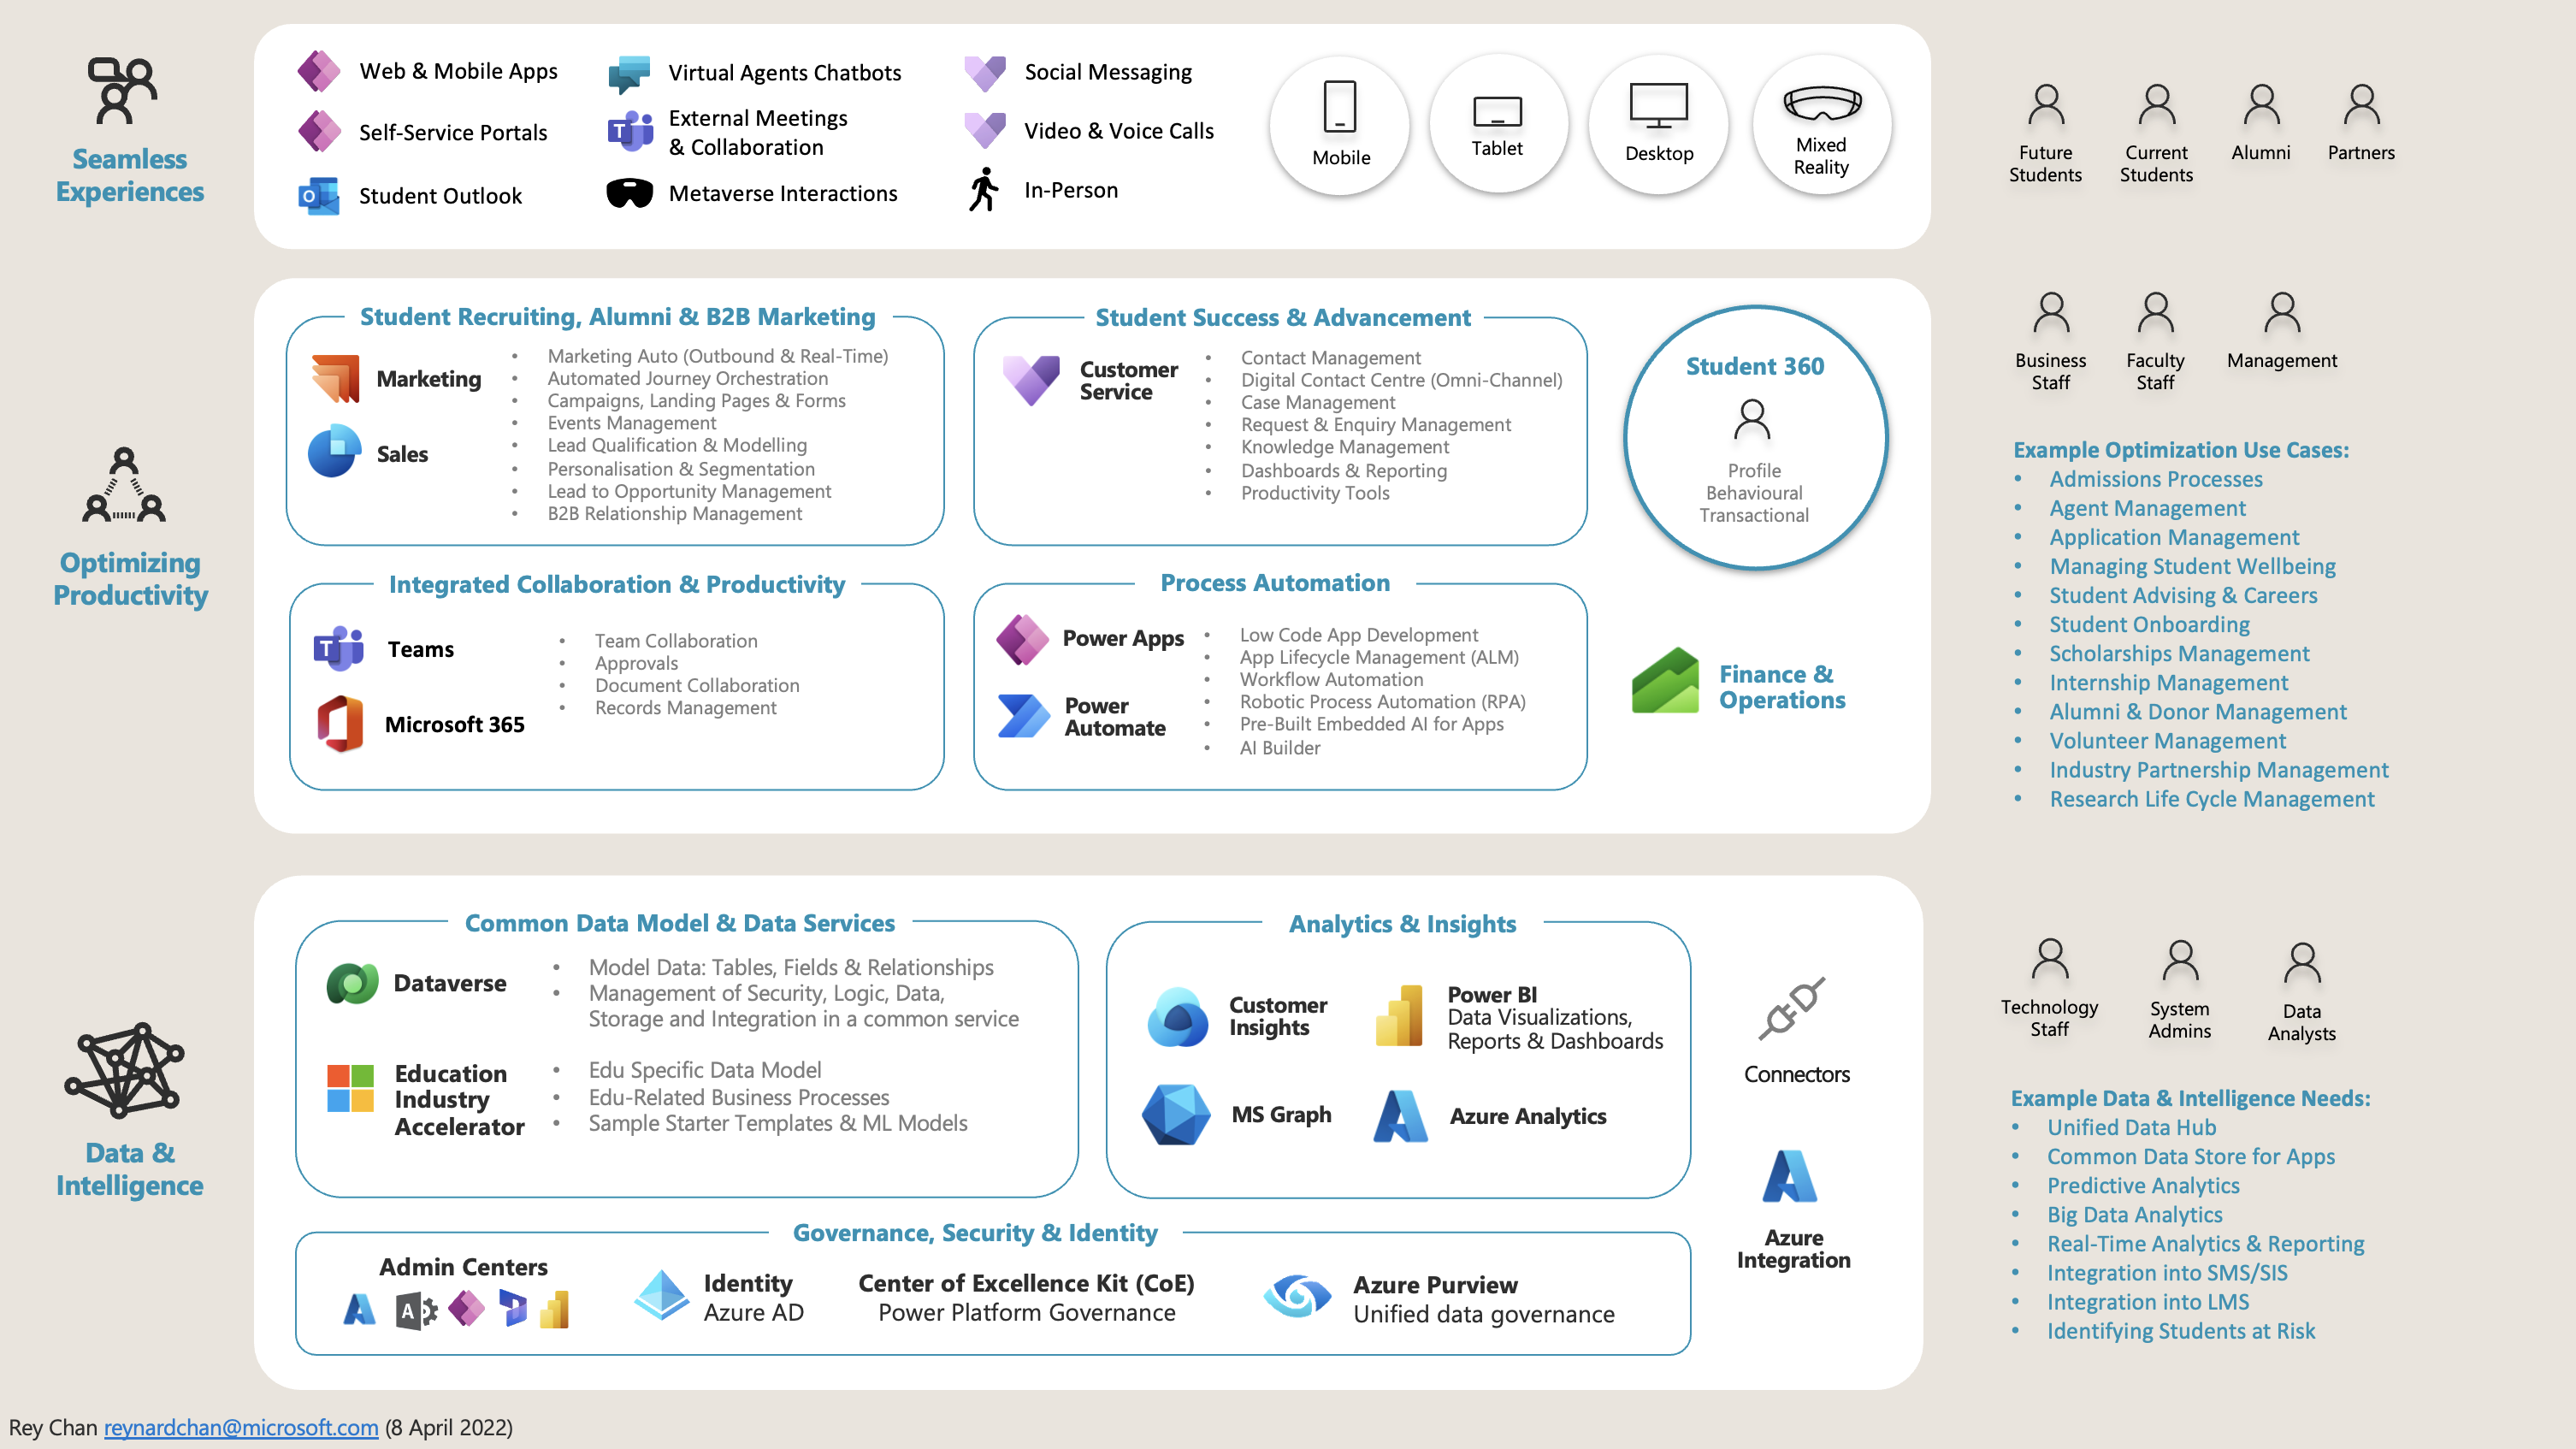 Seamless
Experiences
Web & Mobile Apps
Self-Service Portals
Student Outlook
Virtual Agents Chatbots
External Meetings
& Collaboration
Metaverse Interactions
Social Messaging
Video & Voice Calls
In-Person
Mobile
Tablet
Desktop
Mixed
Reality
Future
Students
Current
Students
Alumni
Partners
Optimizing
Productivity
Student Recruiting, Alumni & B2B Marketing
Marketing
Sales
• Marketing Auto (Outbound & Real-Time)
• Automated Journey Orchestration
• Campaigns, Landing Pages & Forms
• Events Management
• Lead Qualification & Modelling
• Personalisation & Segmentation
• Lead to Opportunity Management
• B2B Relationship Management
Student Success & Advancement
Customer
Service
• Contact Management
• Digital Contact Centre (Omni-Channel)
• Case Management
• Request & Enquiry Management
• Knowledge Management
• Dashboards & Reporting
• Productivity Tools
Student 360
Profile
Behavioural
Transactional
Integrated Collaboration & Productivity
T
Teams
Microsoft 365
• Team Collaboration
• Approvals
• Document Collaboration
• Records Management
Process Automation
Power Apps
Power
Automate
• Low Code App Development
• App Lifecycle Management (ALM)
• Workflow Automation
• Robotic Process Automation (RPA)
• Pre-Built Embedded AI for Apps
• AI Builder
Finance &
Operations
Business
Staff
Faculty
Staff
Management
Example Optimization Use Cases:
• Admissions Processes
• Agent Management
• Application Management
• Managing Student Wellbeing
• Student Advising & Careers
• Student Onboarding
• Scholarships Management
• Internship Management
• Alumni & Donor Management
• Volunteer Management
• Industry Partnership Management
• Research Life Cycle Management
Data &
Intelligence
Common Data Model & Data Services
Dataverse
• Model Data: Tables, Fields & Relationships
• Management of Security, Logic, Data,
Storage and Integration in a common service
Education
Industry
Accelerator
• Edu Specific Data Model
• Edu-Related Business Processes
• Sample Starter Templates & ML Models
Analytics & Insights
Customer
Insights
Power BI
Data Visualizations,
Reports & Dashboards
MS Graph
Azure Analytics
Connectors
Azure
Integration
Governance, Security & Identity
Admin Centers
A
Identity
Azure AD
Center of Excellence Kit (CoE)
Power Platform Governance
Azure Purview
Unified data governance
Technology
Staff
System
Admins
Data
Analysts
Example Data & Intelligence Needs:
• Unified Data Hub
• Common Data Store for Apps
• Predictive Analytics
• Big Data Analytics
• Real-Time Analytics & Reporting
• Integration into SMS/SIS
• Integration into LMS
• Identifying Students at Risk
Rey Chan reynardchan@microsoft.com (8 April 2022)